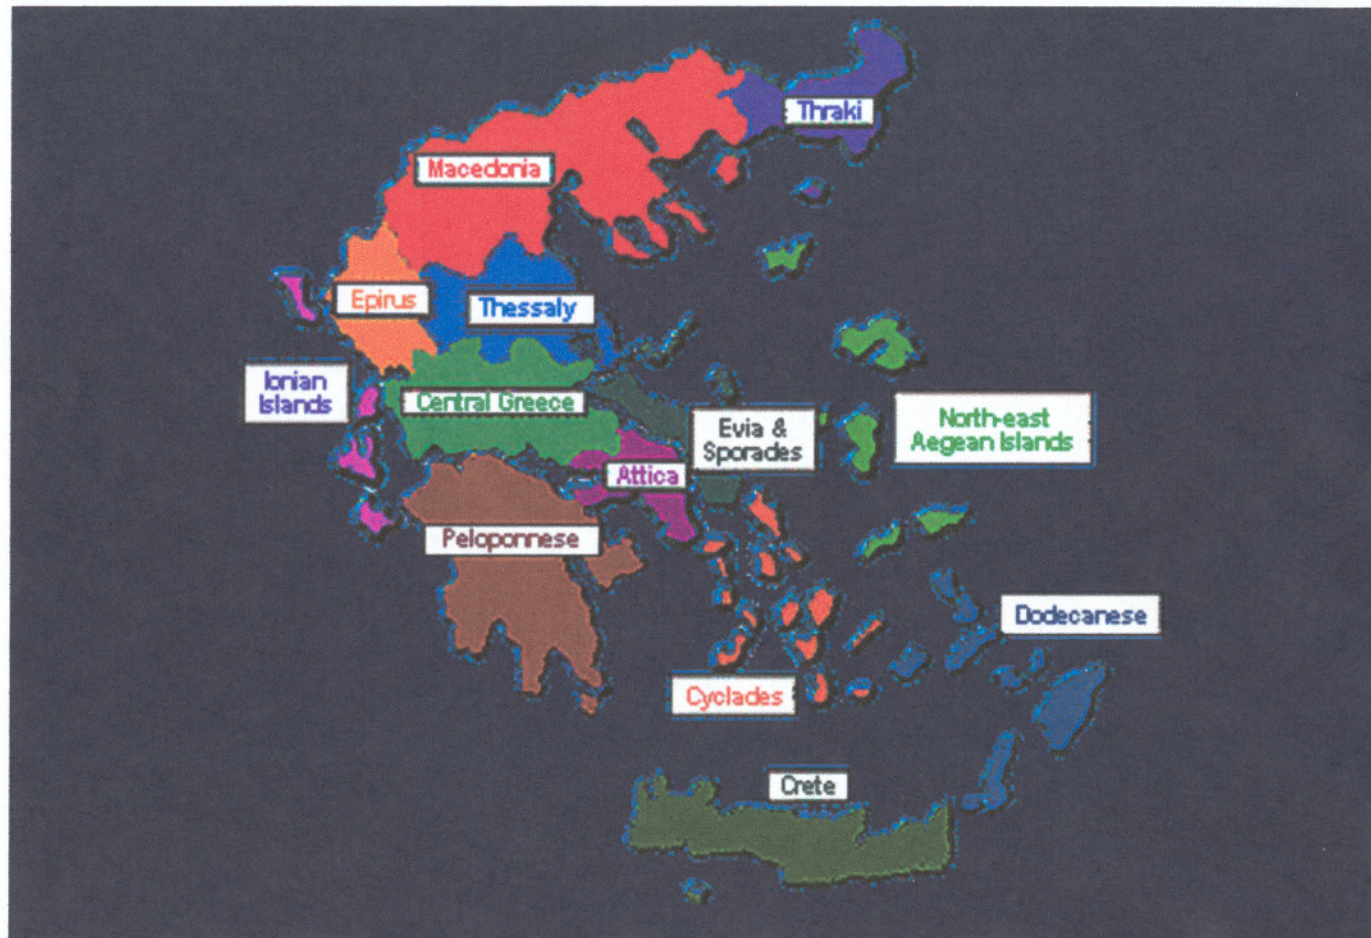 Thraki
Macedonia
Epirus
Thessaly
Ionian
Islands
Central Greece
Evia &
Sporades
North-east
Aegean Islands
Attica
Peloponnese
Dodecanese
Cyclades
Crete